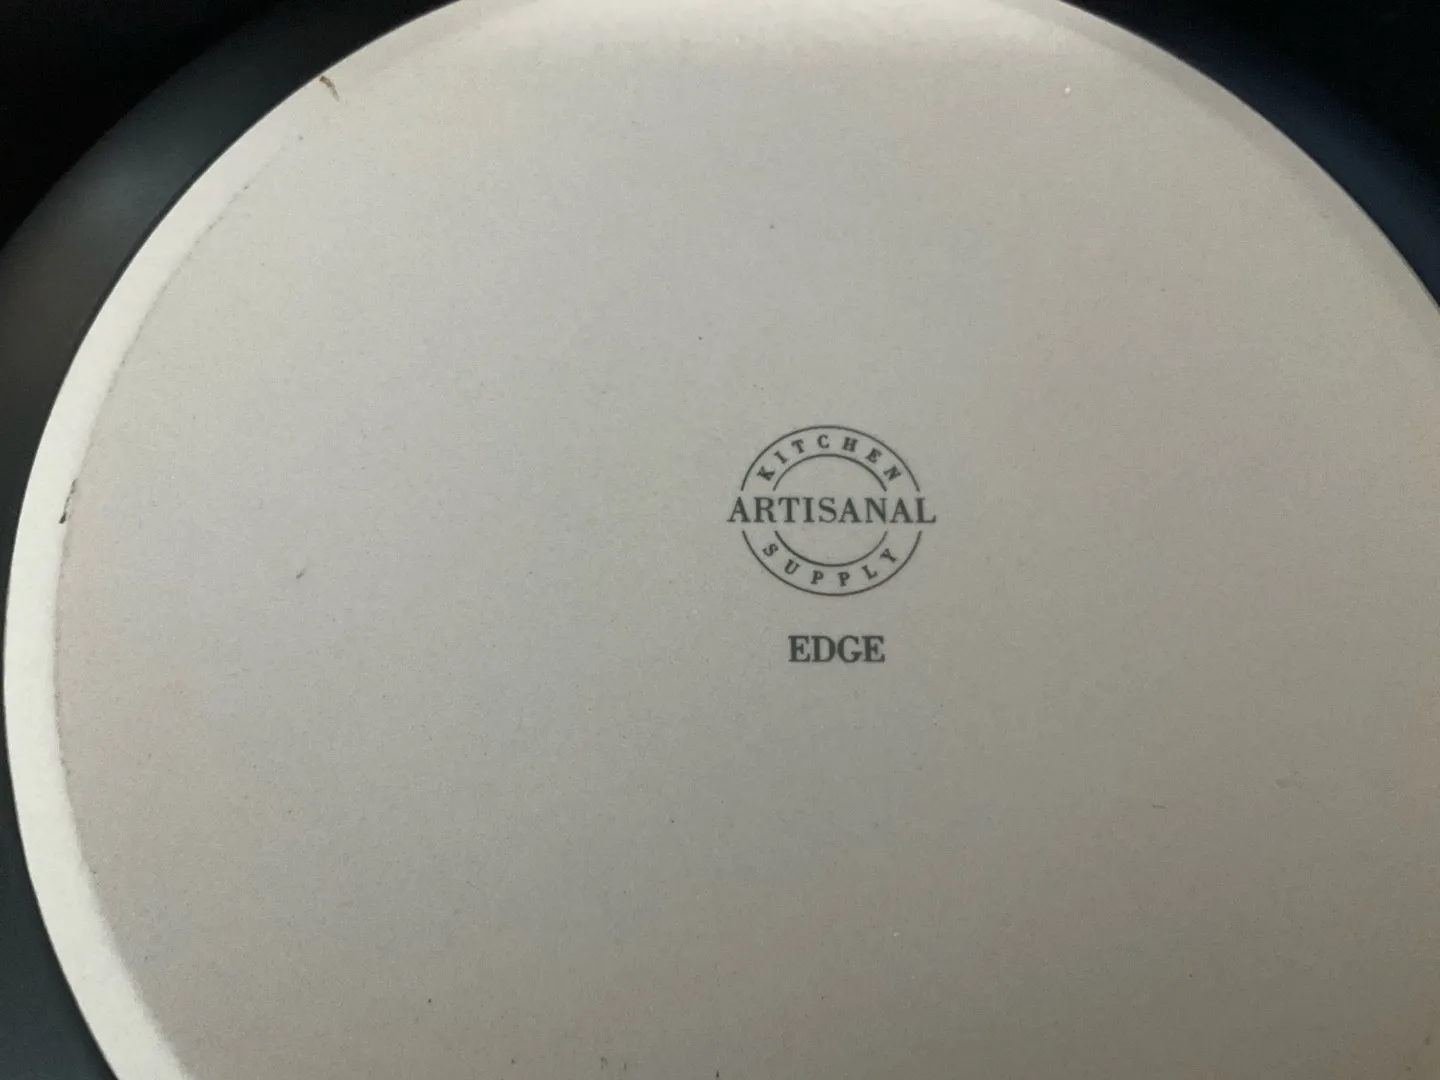 KITCHEN
ARTISANAL
SUPPLY
EDGE